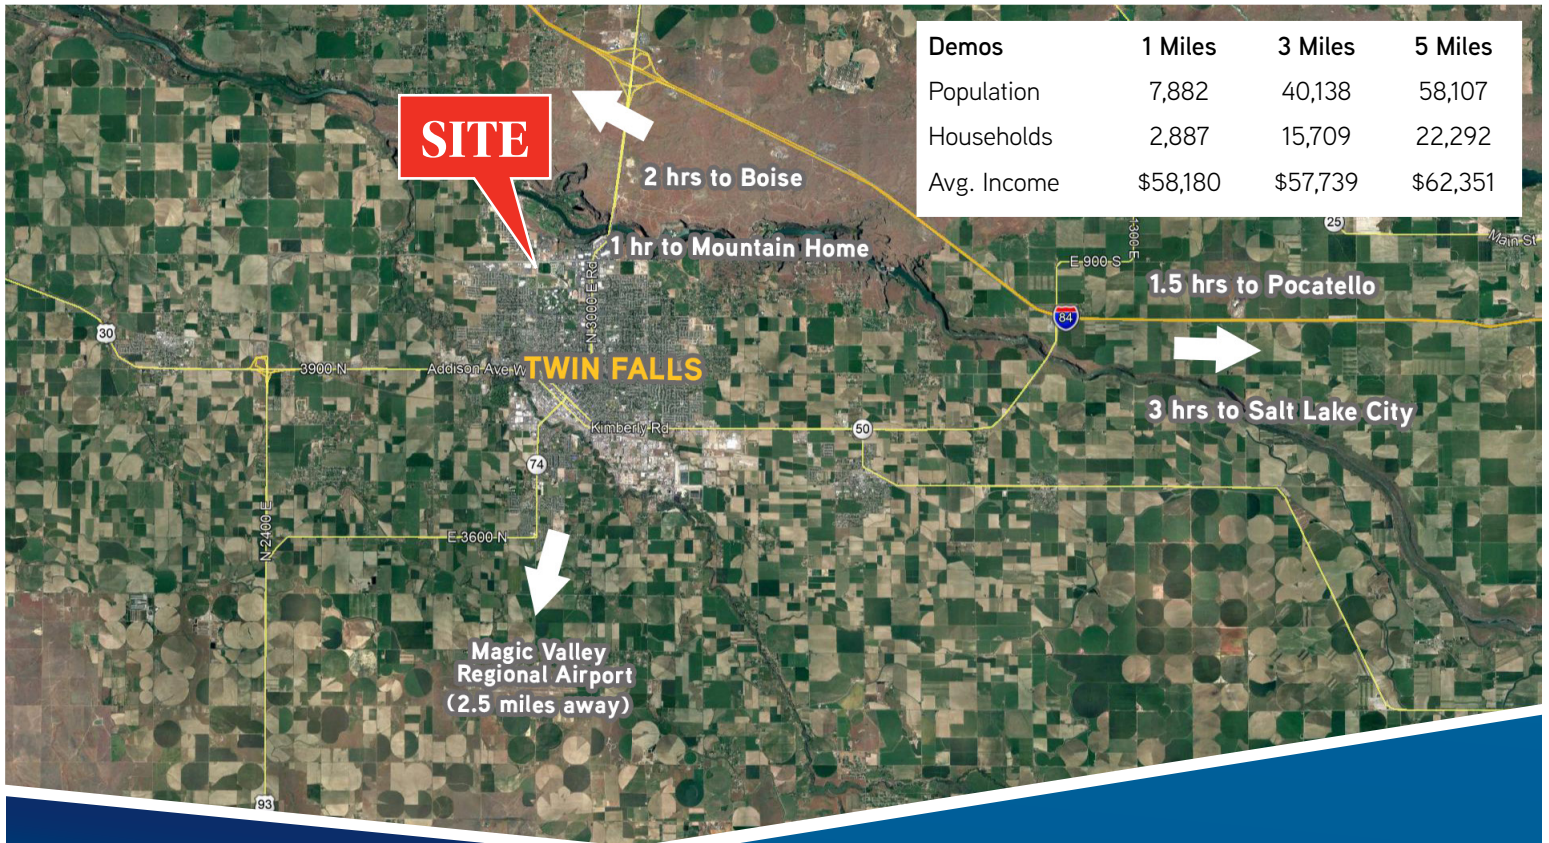 Demos 1 Miles 3 Miles 5 Miles
Population 7,882 40,138 58,107
Households 2,887 15,709 22,292
Avg. Income $58,180 $57,739 $62,351
SITE
2 hrs to Boise
1 hr to Mountain Home
N 3000 E Rd
25
Main St
E 900 S
1.5 hrs to Pocatello
84
30
3900 N
Addison Ave W
TWIN FALLS
3 hrs to Salt Lake City
Kimberly Rd
50
74
N 2400 E
E 3600 N
Magic Valley
Regional Airport
(2.5 miles away)
93